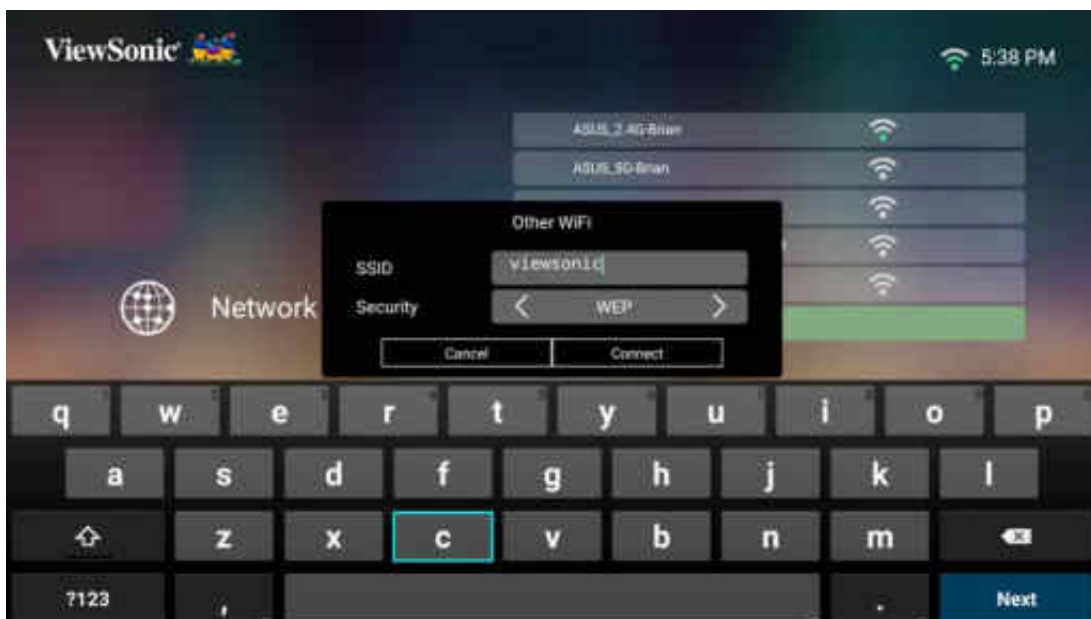 ViewSonic
5:38 PM
ASUS_2.4G-Brian
ASUS_5G-Brian
Other WiFi
SSID viewsonic
Security WEP
Network
Cancel Connect
q w e r t y u i o p
a s d f g h j k l
z x c v b n m
?123 , . Next